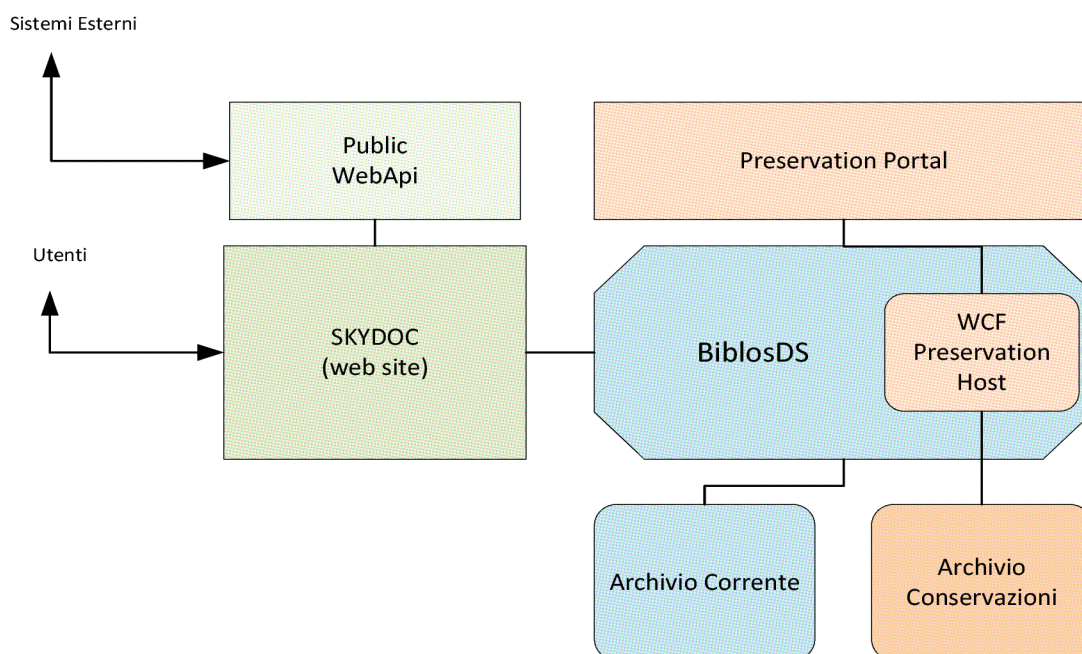 Sistemi Esterni
Public
WebApi
Preservation Portal
Utenti
SKYDOC
(web site)
BiblosDS
WCF
Preservation
Host
Archivio Corrente
Archivio
Conservazioni